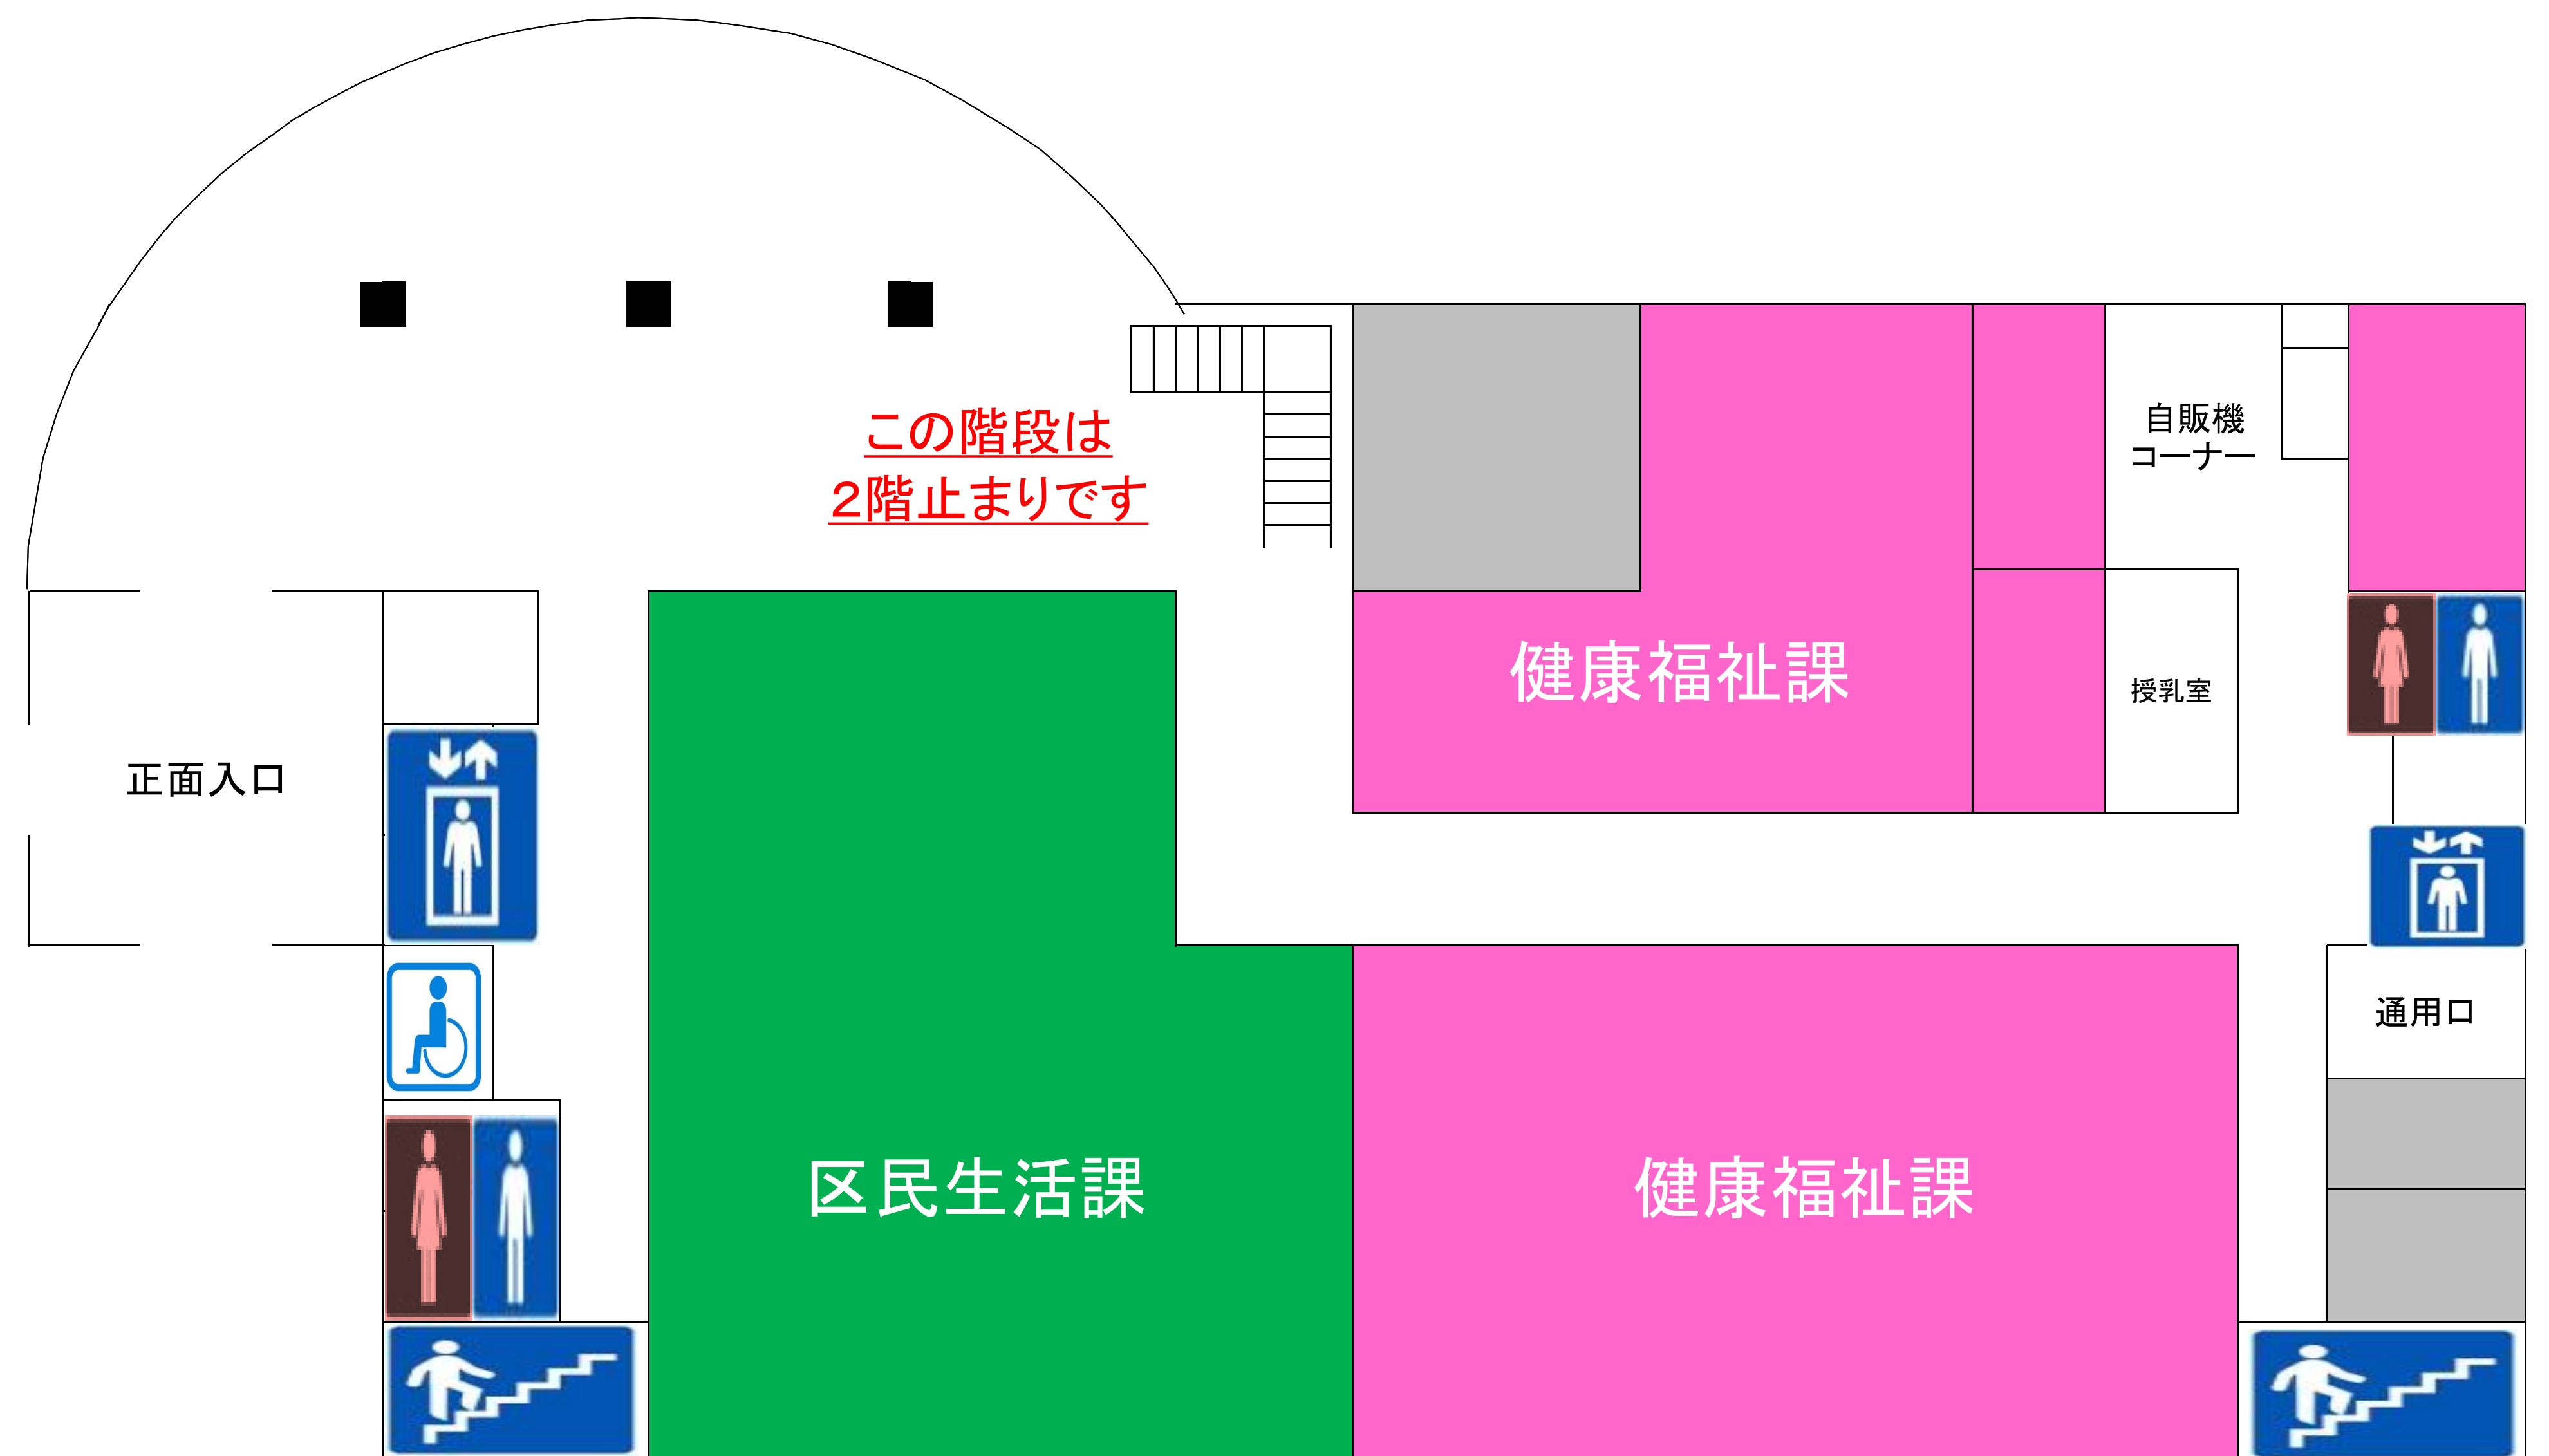 この階段は
２階止まりです
自販機
コーナー
健康福祉課
授乳室
正面入口
通用口
区民生活課
健康福祉課